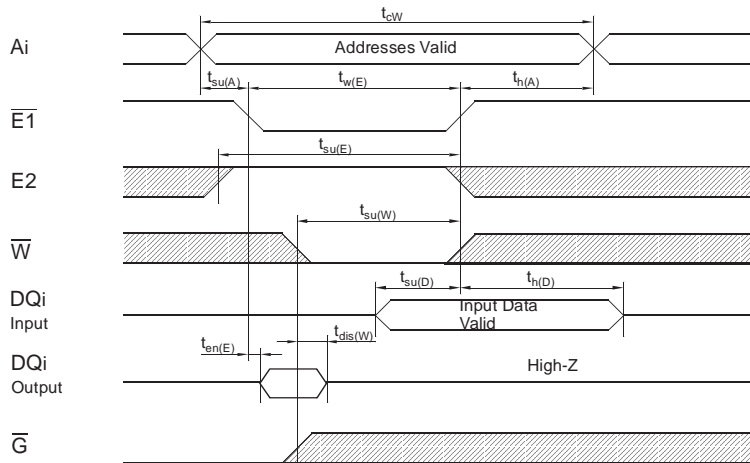 tcW
Ai
Addresses Valid
tsu(A)
tw(E)
th(A)
E1
tsu(E)
E2
tsu(W)
W
DQi
Input
tsu(D)
th(D)
Input Data
Valid
ten(E)
tdis(W)
DQi
Output
High-Z
G